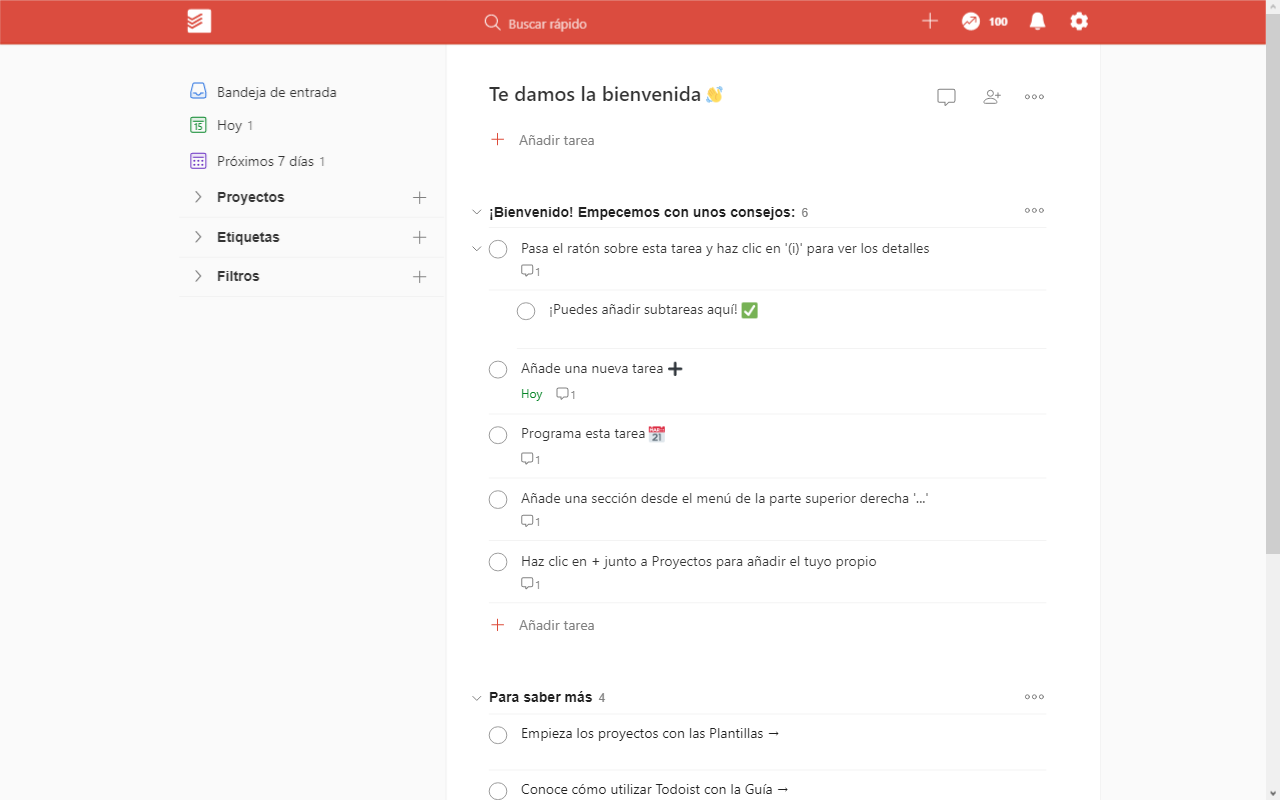 Buscar rápido
100
Bandeja de entrada
15
Hoy 1
Próximos 7 días 1
Proyectos
Etiquetas
Filtros
Te damos la bienvenida 👋
Añadir tarea
¡Bienvenido! Empecemos con unos consejos: 6
Pasa el ratón sobre esta tarea y haz clic en '(i)' para ver los detalles
1
¡Puedes añadir subtareas aquí! ✅
Añade una nueva tarea ➕
Hoy 1
Programa esta tarea 📅
1
Añade una sección desde el menú de la parte superior derecha '...'
1
Haz clic en + junto a Proyectos para añadir el tuyo propio
1
Añadir tarea
Para saber más 4
Empieza los proyectos con las Plantillas →
Conoce cómo utilizar Todoist con la Guía →